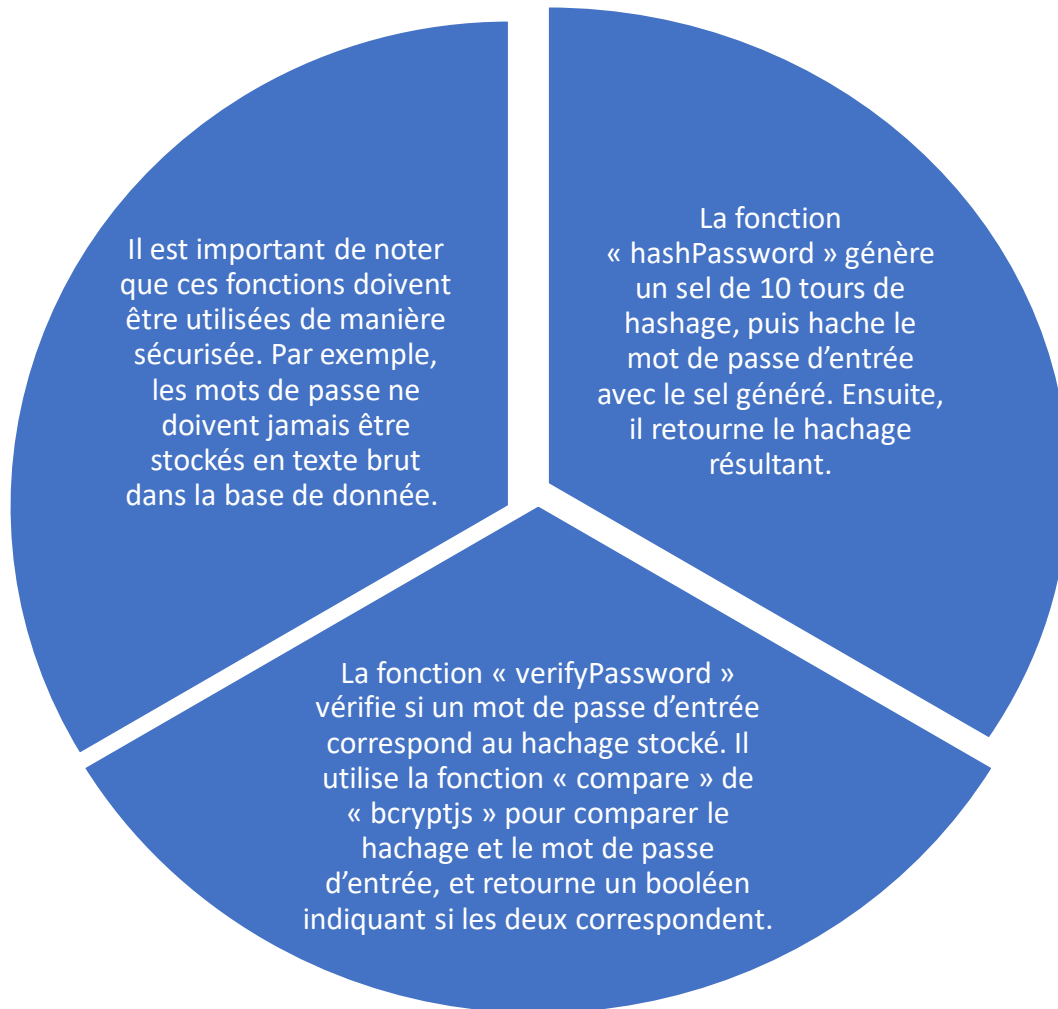 La fonction
« hashPassword » génère
un sel de 10 tours de
hashage, puis hache le
mot de passe d’entrée
avec le sel généré. Ensuite,
il retourne le hachage
résultant.
La fonction « verifyPassword »
vérifie si un mot de passe d’entrée
correspond au hachage stocké. Il
utilise la fonction « compare » de
« bcryptjs » pour comparer le
hachage et le mot de passe
d’entrée, et retourne un booléen
indiquant si les deux correspondent.
Il est important de noter
que ces fonctions doivent
être utilisées de manière
sécurisée. Par exemple,
les mots de passe ne
doivent jamais être
stockés en texte brut
dans la base de donnée.